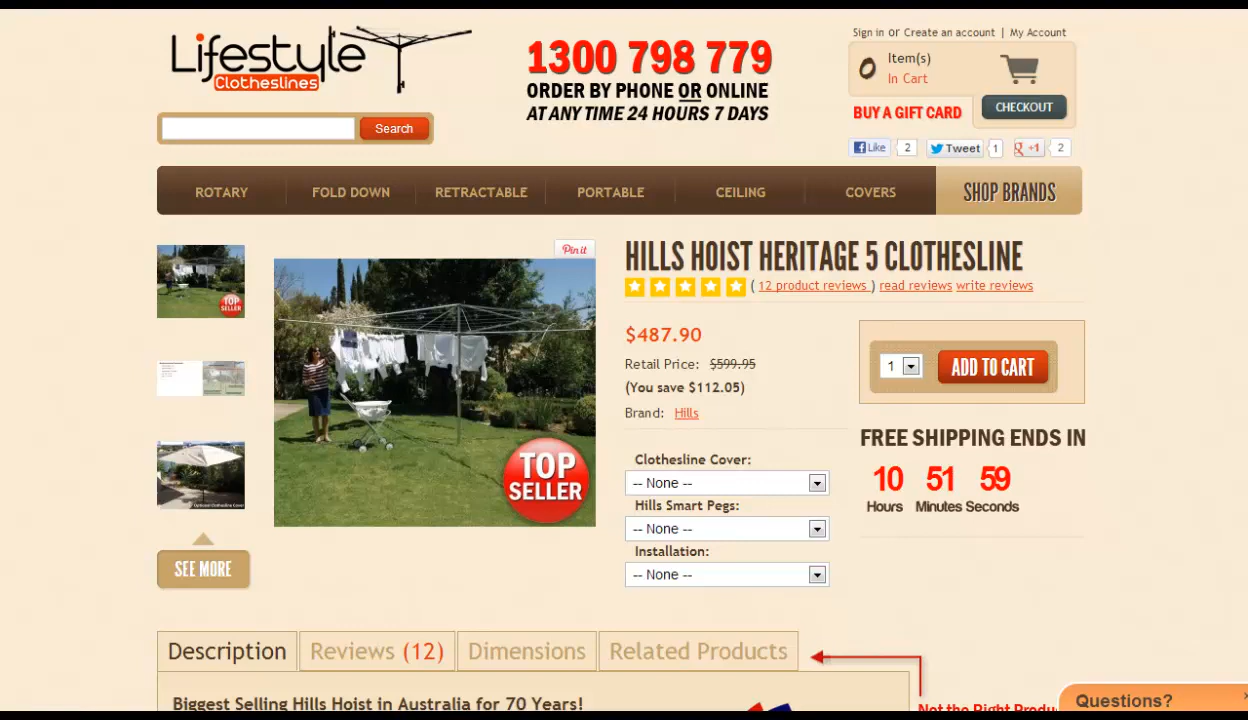 Lifestyle
Clotheslines
1300 798 779
ORDER BY PHONE OR ONLINE
AT ANY TIME 24 HOURS 7 DAYS
Sign in or Create an account | My Account
0 Item(s)
In Cart
BUY A GIFT CARD
CHECKOUT
Like 2
Tweet 1
g +1 2
Search
ROTARY
FOLD DOWN
RETRACTABLE
PORTABLE
CEILING
COVERS
SHOP BRANDS
Pin it
TOP
SELLER
TOP
SELLER
SEE MORE
HILLS HOIST HERITAGE 5 CLOTHESLINE
( 12 product reviews ) read reviews write reviews
$487.90
Retail Price: $599.95
(You save $112.05)
Brand: Hills
Clothesline Cover:
-- None --
Hills Smart Pegs:
-- None --
Installation:
-- None --
1
ADD TO CART
FREE SHIPPING ENDS IN
10 51 59
Hours Minutes Seconds
Description
Reviews (12)
Dimensions
Related Products
Biggest Selling Hills Hoist in Australia for 70 Years!
Not the Right Produ
Questions?